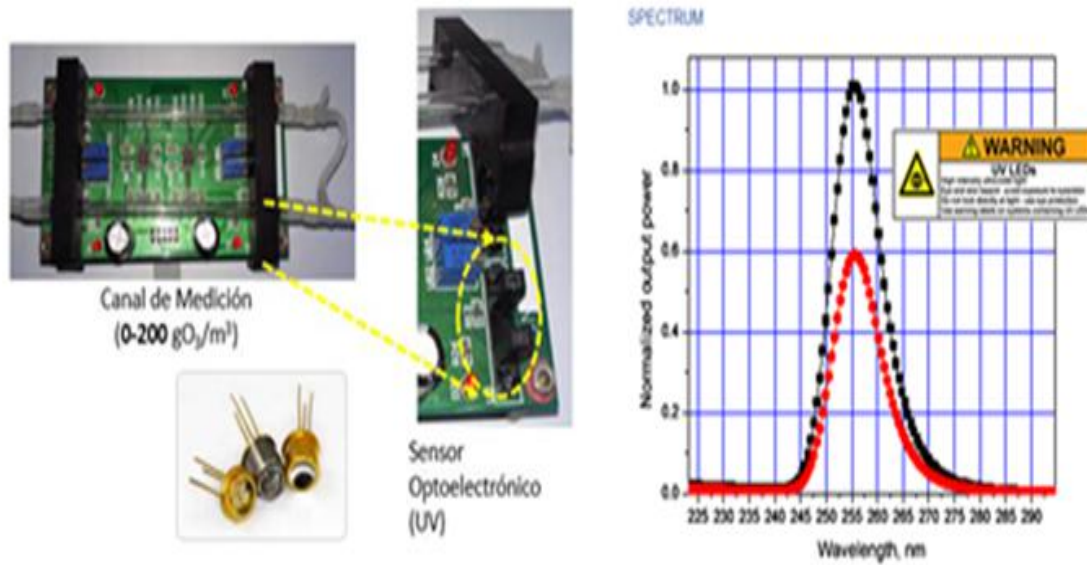 SPECTRUM
Canal de Medición
(0-200 gO₃/m³)
Sensor
Optoelectrónico
(UV)
Normalized output power
1.0
0.8
0.6
0.4
0.2
0.0
225 230 235 240 245 250 255 260 265 270 275 280 285 290
Wavelength, nm
WARNING
UV LEDs